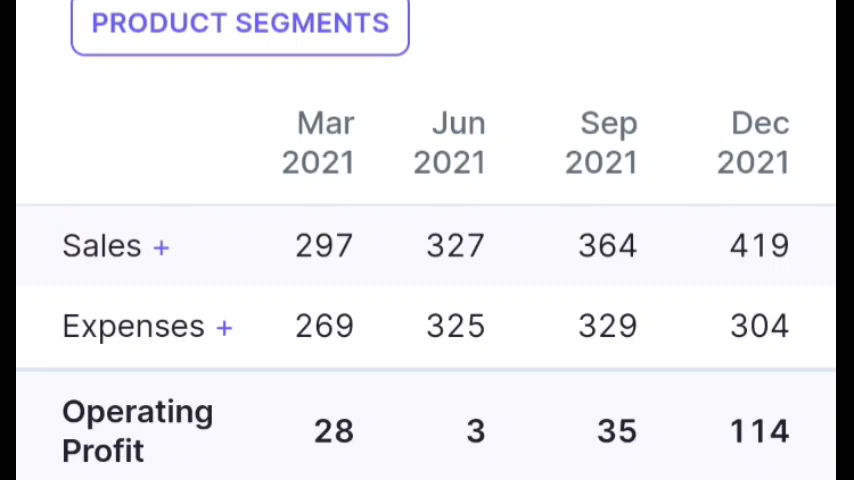 PRODUCT SEGMENTS
Mar Jun Sep Dec
2021 2021 2021 2021
Sales + 297 327 364 419
Expenses + 269 325 329 304
Operating
Profit 28 3 35 114